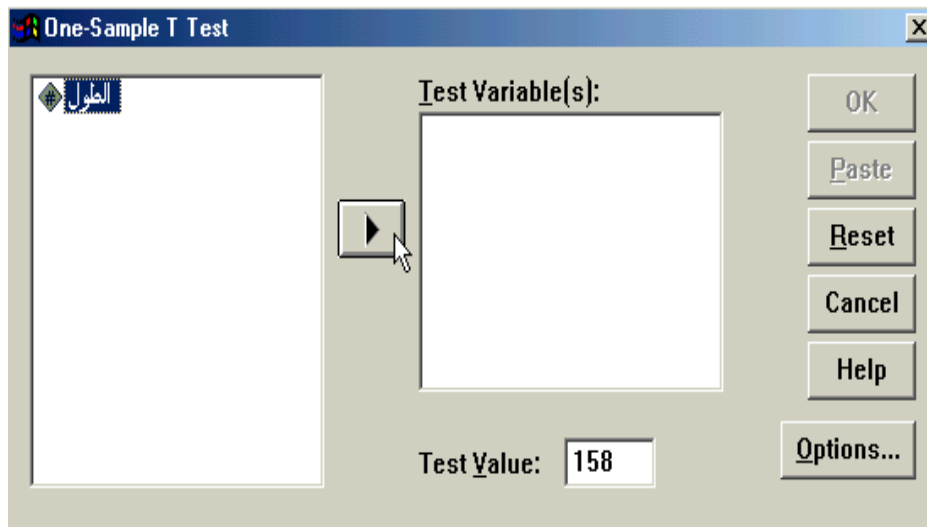 One-Sample T Test
الطول
Test Variable(s):
OK
Paste
Reset
Cancel
Help
Options...
Test Value: 158